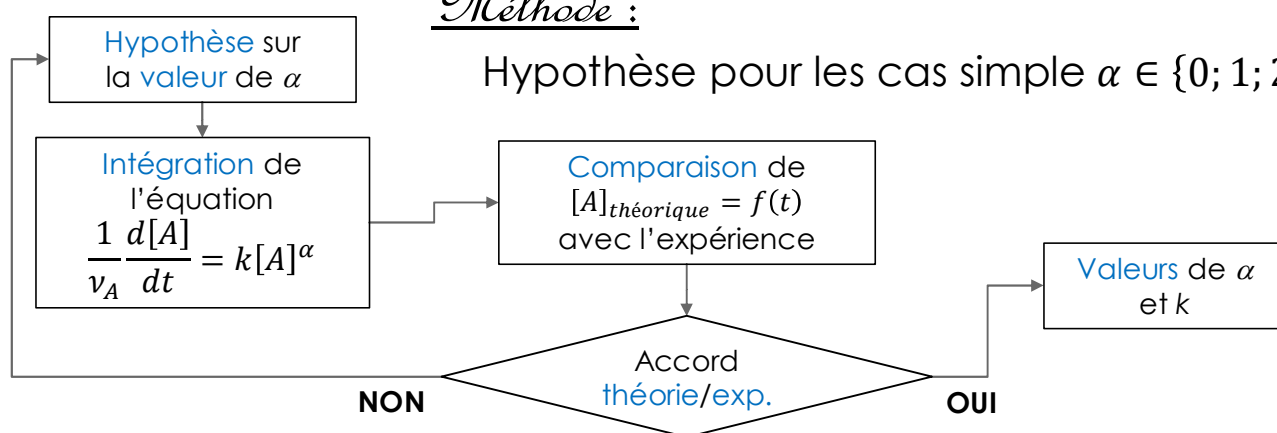 Méthode :
Hypothèse sur
la valeur de α
Hypothèse pour les cas simple α ∈ {0; 1; 2
Intégration de
l'équation
1/ν_A d[A]/dt = k[A]^α
Comparaison de
[A]_théorique = f(t)
avec l'expérience
Valeurs de α
et k
Accord
théorie/exp.
NON
OUI